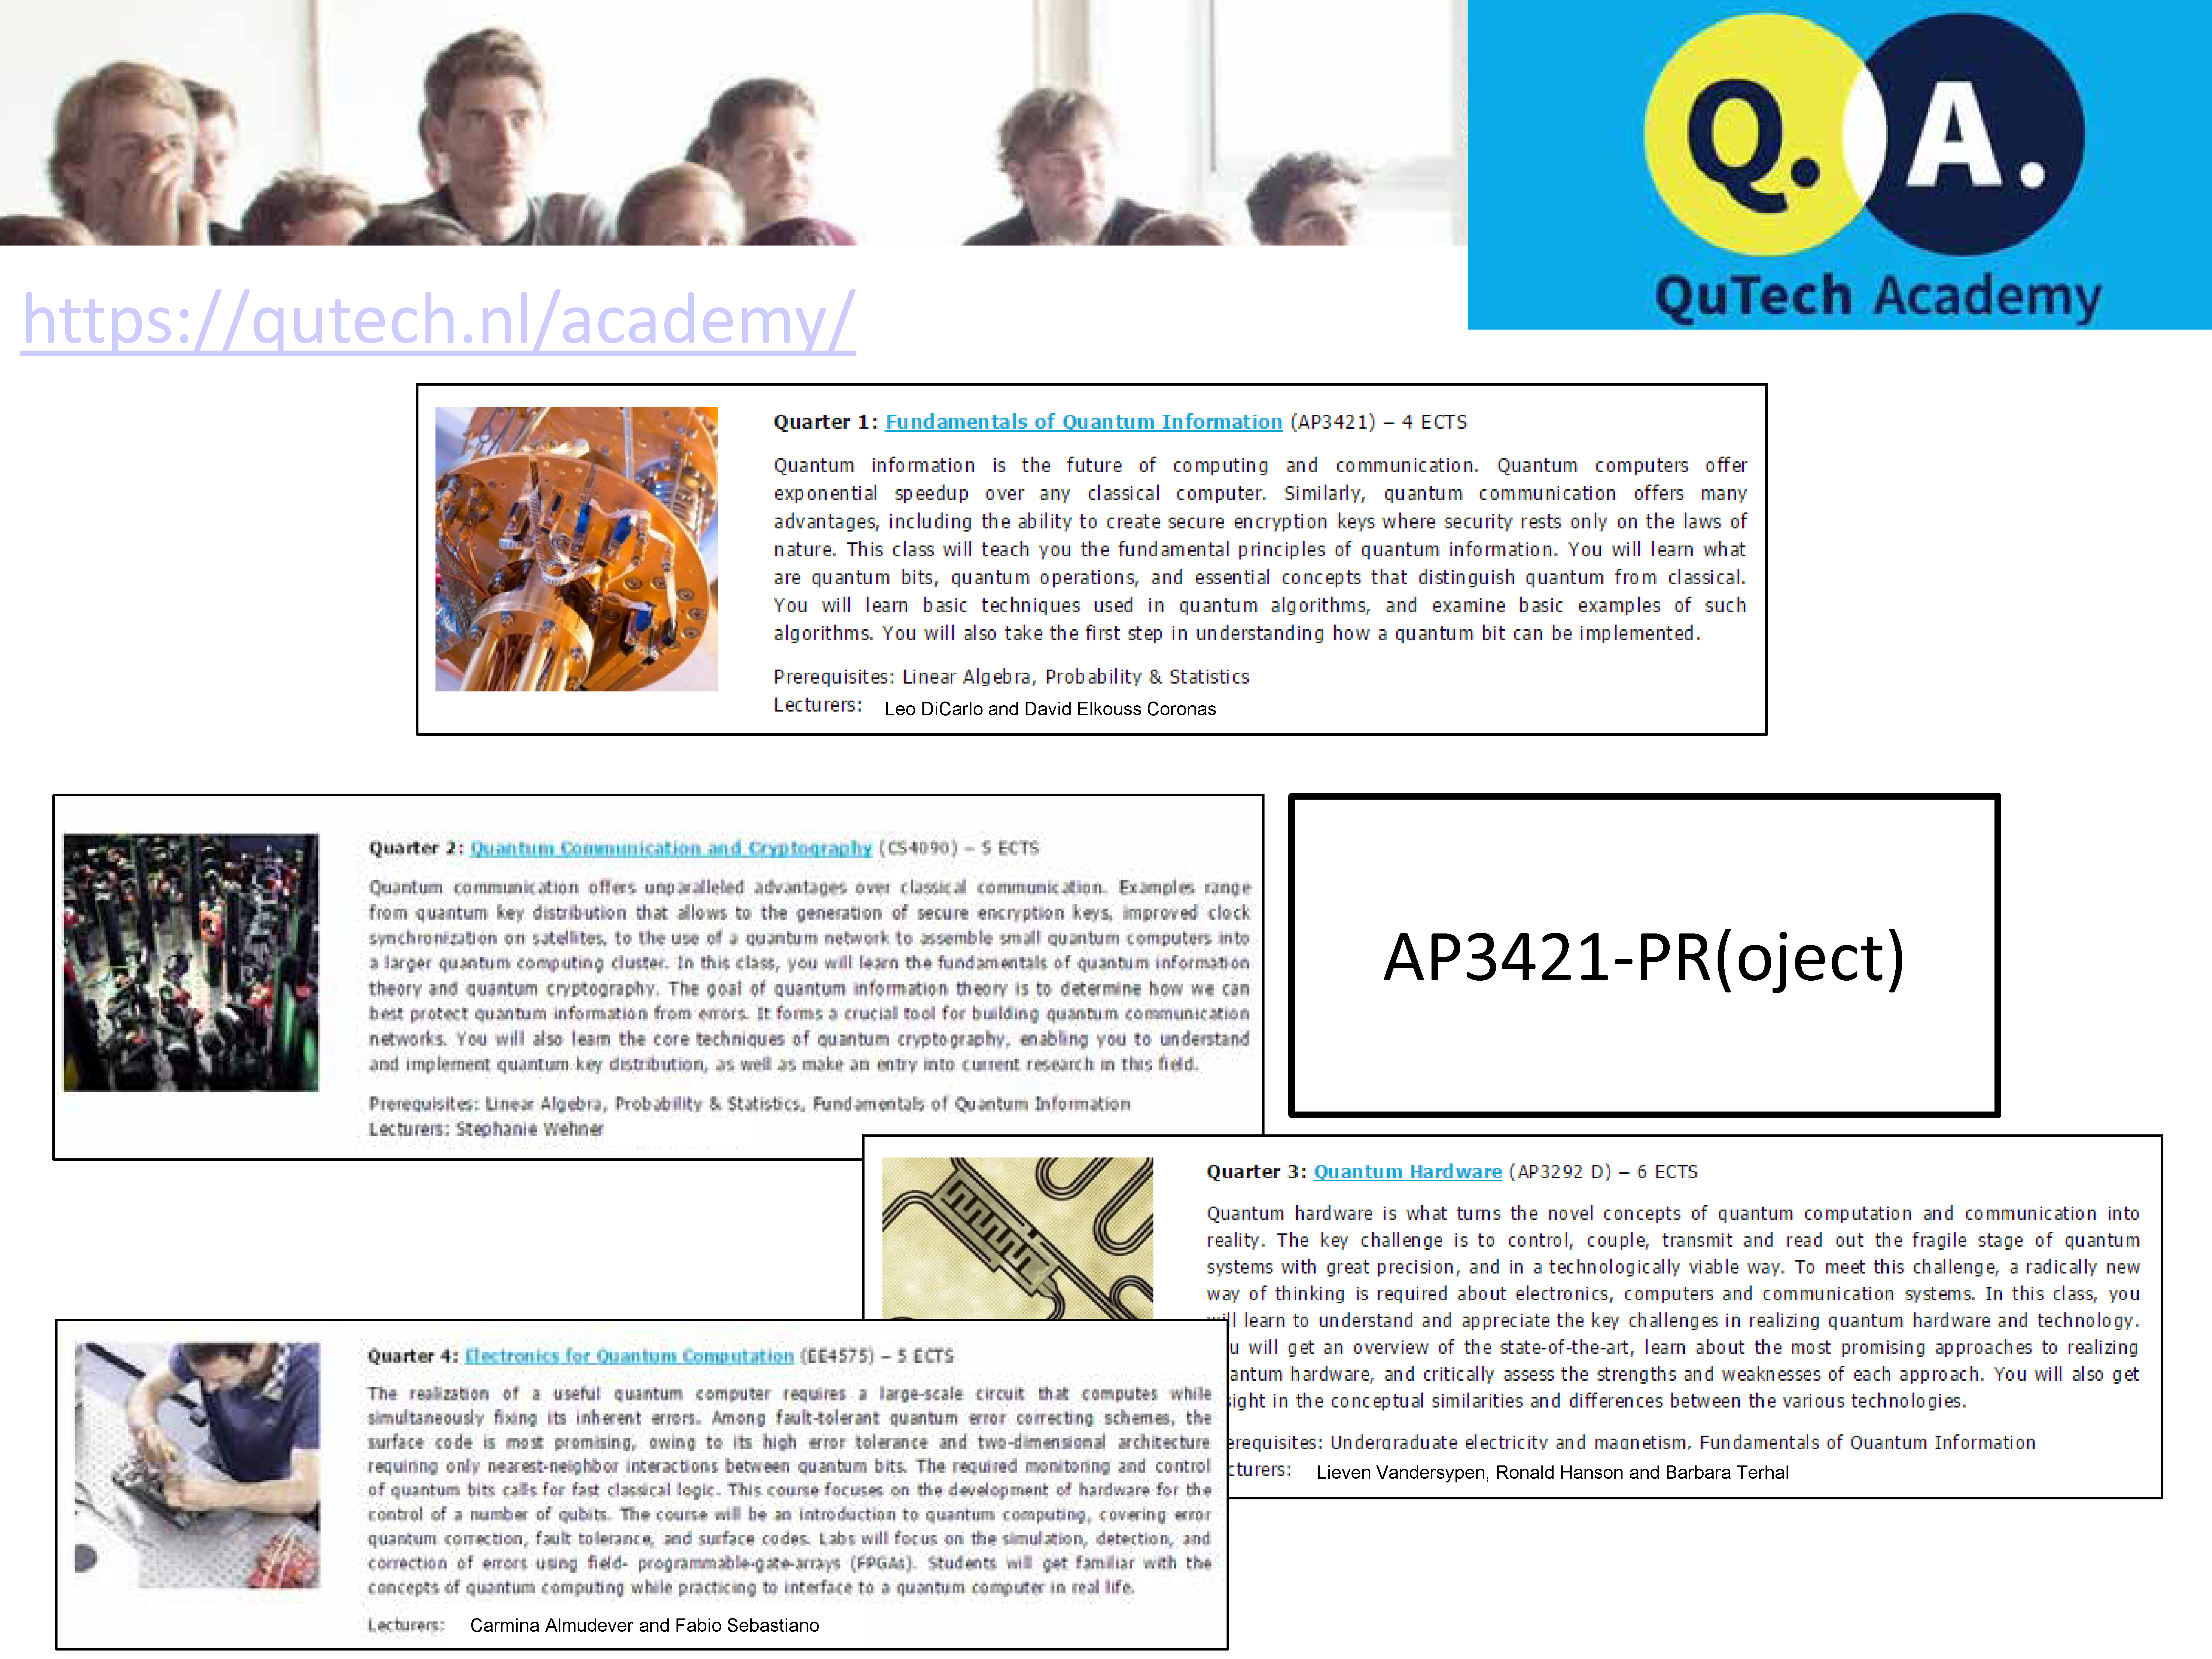 Q. A.
QuTech Academy
https://qutech.nl/academy/
Quarter 1: Fundamentals of Quantum Information (AP3421) – 4 ECTS
Quantum information is the future of computing and communication. Quantum computers offer
exponential speedup over any classical computer. Similarly, quantum communication offers many
advantages, including the ability to create secure encryption keys where security rests only on the laws of
nature. This class will teach you the fundamental principles of quantum information. You will learn what
are quantum bits, quantum operations, and essential concepts that distinguish quantum from classical.
You will learn basic techniques used in quantum algorithms, and examine basic examples of such
algorithms. You will also take the first step in understanding how a quantum bit can be implemented.
Prerequisites: Linear Algebra, Probability & Statistics
Lecturers: Leo DiCarlo and David Elkouss Coronas
Quarter 2: Quantum Communication and Cryptography (CS4090) – 5 ECTS
Quantum communication offers unparalleled advantages over classical communication. Examples range
from quantum key distribution that allows to the generation of secure encryption keys, improved clock
synchronization on satellites, to the use of a quantum network to assemble small quantum computers into
a larger quantum computing cluster. In this class, you will learn the fundamentals of quantum information
theory and quantum cryptography. The goal of quantum information theory is to determine how we can
best protect quantum information from errors. It forms a crucial tool for building quantum communication
networks. You will also learn the core techniques of quantum cryptography, enabling you to understand
and implement quantum key distribution, as well as make an entry into current research in this field.
Prerequisites: Linear Algebra, Probability & Statistics, Fundamentals of Quantum Information
Lecturers: Stephanie Wehner
AP3421-PR(oject)
Quarter 3: Quantum Hardware (AP3292 D) – 6 ECTS
Quantum hardware is what turns the novel concepts of quantum computation and communication into
reality. The key challenge is to control, couple, transmit and read out the fragile stage of quantum
systems with great precision, and in a technologically viable way. To meet this challenge, a radically new
way of thinking is required about electronics, computers and communication systems. In this class, you
will learn to understand and appreciate the key challenges in realizing quantum hardware and technology.
u will get an overview of the state-of-the-art, learn about the most promising approaches to realizing
antum hardware, and critically assess the strengths and weaknesses of each approach. You will also get
sight in the conceptual similarities and differences between the various technologies.
erequisites: Undergraduate electricity and magnetism, Fundamentals of Quantum Information
cturers: Lieven Vandersypen, Ronald Hanson and Barbara Terhal
Quarter 4: Electronics for Quantum Computation (EE4575) – 5 ECTS
The realization of a useful quantum computer requires a large-scale circuit that computes while
simultaneously fixing its inherent errors. Among fault-tolerant quantum error correcting schemes, the
surface code is most promising, owing to its high error tolerance and two-dimensional architecture
requiring only nearest-neighbor interactions between quantum bits. The required monitoring and control
of quantum bits calls for fast classical logic. This course focuses on the development of hardware for the
control of a number of qubits. The course will be an introduction to quantum computing, covering error
quantum correction, fault tolerance, and surface codes. Labs will focus on the simulation, detection, and
correction of errors using field- programmable-gate-arrays (FPGAs). Students will get familiar with the
concepts of quantum computing while practicing to interface to a quantum computer in real life.
Lecturers: Carmina Almudever and Fabio Sebastiano